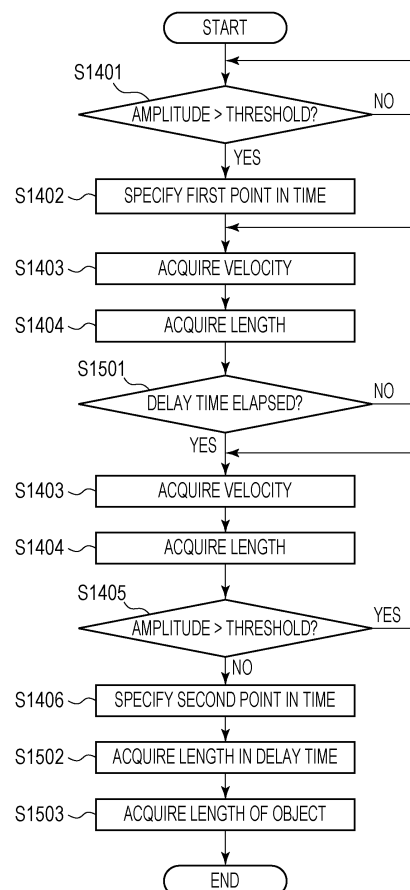 START
S1401
AMPLITUDE > THRESHOLD?
NO
YES
S1402
SPECIFY FIRST POINT IN TIME
S1403
ACQUIRE VELOCITY
S1404
ACQUIRE LENGTH
S1501
DELAY TIME ELAPSED?
NO
YES
S1403
ACQUIRE VELOCITY
S1404
ACQUIRE LENGTH
S1405
AMPLITUDE > THRESHOLD?
YES
NO
S1406
SPECIFY SECOND POINT IN TIME
S1502
ACQUIRE LENGTH IN DELAY TIME
S1503
ACQUIRE LENGTH OF OBJECT
END